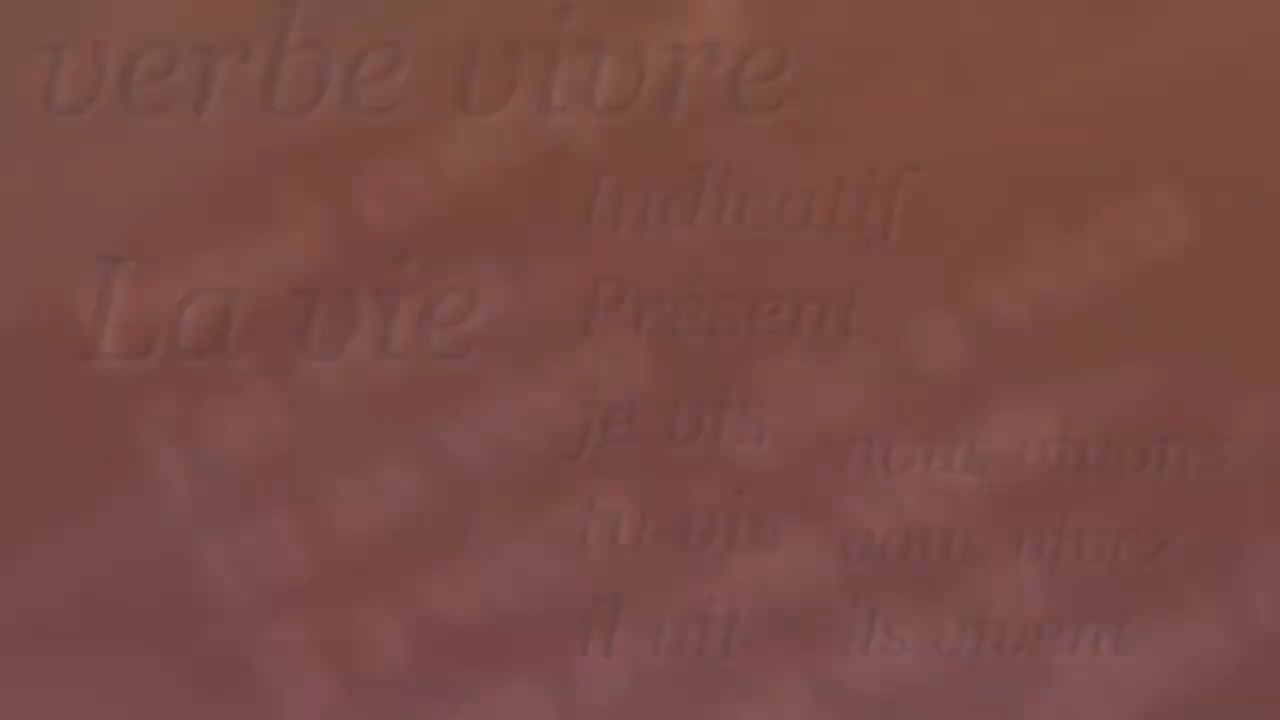 verbe vivre
La vie
Indicatif
Présent
je vis
tu vis
il vit
nous vivons
vous vivez
ils vivent